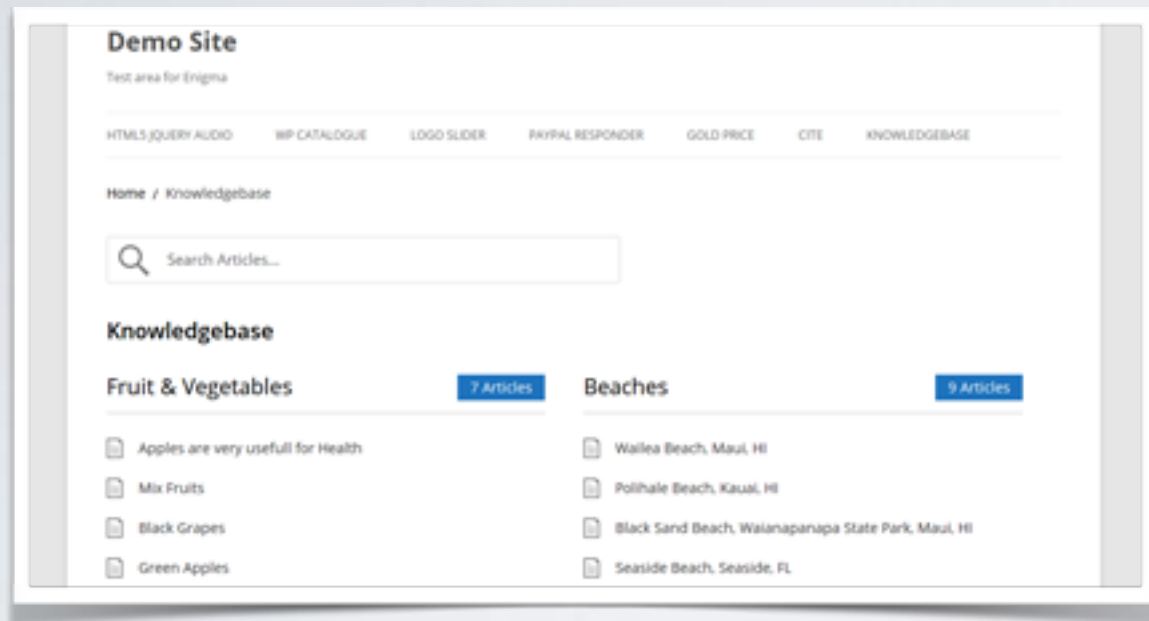 Demo Site
Test area for Enigma
HTML5 JQUERY AUDIO WP CATALOGUE LOGO SLIDER PAYPAL RESPONDER GOLD PRICE CITE KNOWLEDGEBASE
Home / Knowledgebase
Search Articles...
Knowledgebase
Fruit & Vegetables 7 Articles
Beaches 9 Articles
Apples are very usefull for Health
Mix Fruits
Black Grapes
Green Apples
Wailea Beach, Maui, HI
Polihale Beach, Kauai, HI
Black Sand Beach, Waianapanapa State Park, Maui, HI
Seaside Beach, Seaside, FL